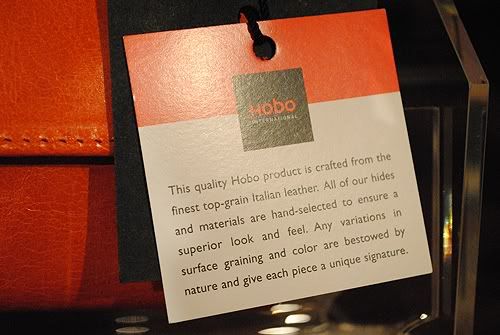 Hobo
INTERNATIONAL
This quality Hobo product is crafted from the
finest top-grain Italian leather. All of our hides
and materials are hand-selected to ensure a
superior look and feel. Any variations in
surface graining and color are bestowed by
nature and give each piece a unique signature.